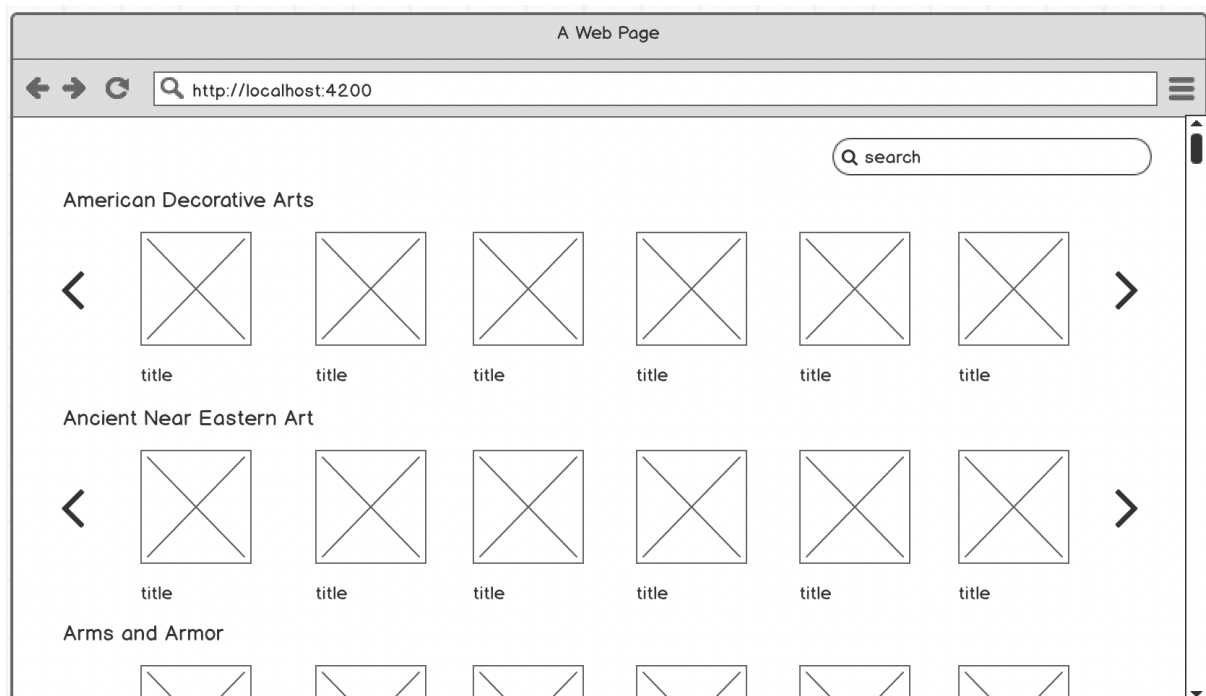 A Web Page
http://localhost:4200
search
American Decorative Arts
title title title title title title
Ancient Near Eastern Art
title title title title title title
Arms and Armor